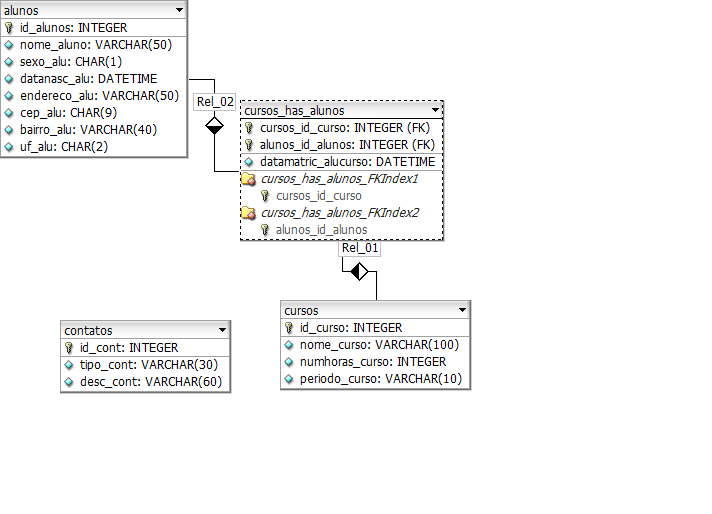 alunos
id_alunos: INTEGER
nome_aluno: VARCHAR(50)
sexo_alu: CHAR(1)
datanasc_alu: DATETIME
endereco_alu: VARCHAR(50)
cep_alu: CHAR(9)
bairro_alu: VARCHAR(40)
uf_alu: CHAR(2)
Rel_02
cursos_has_alunos
cursos_id_curso: INTEGER (FK)
alunos_id_alunos: INTEGER (FK)
datamatric_alucurso: DATETIME
cursos_has_alunos_FKIndex1
cursos_id_curso
cursos_has_alunos_FKIndex2
alunos_id_alunos
Rel_01
cursos
id_curso: INTEGER
nome_curso: VARCHAR(100)
numhoras_curso: INTEGER
periodo_curso: VARCHAR(10)
contatos
id_cont: INTEGER
tipo_cont: VARCHAR(30)
desc_cont: VARCHAR(60)